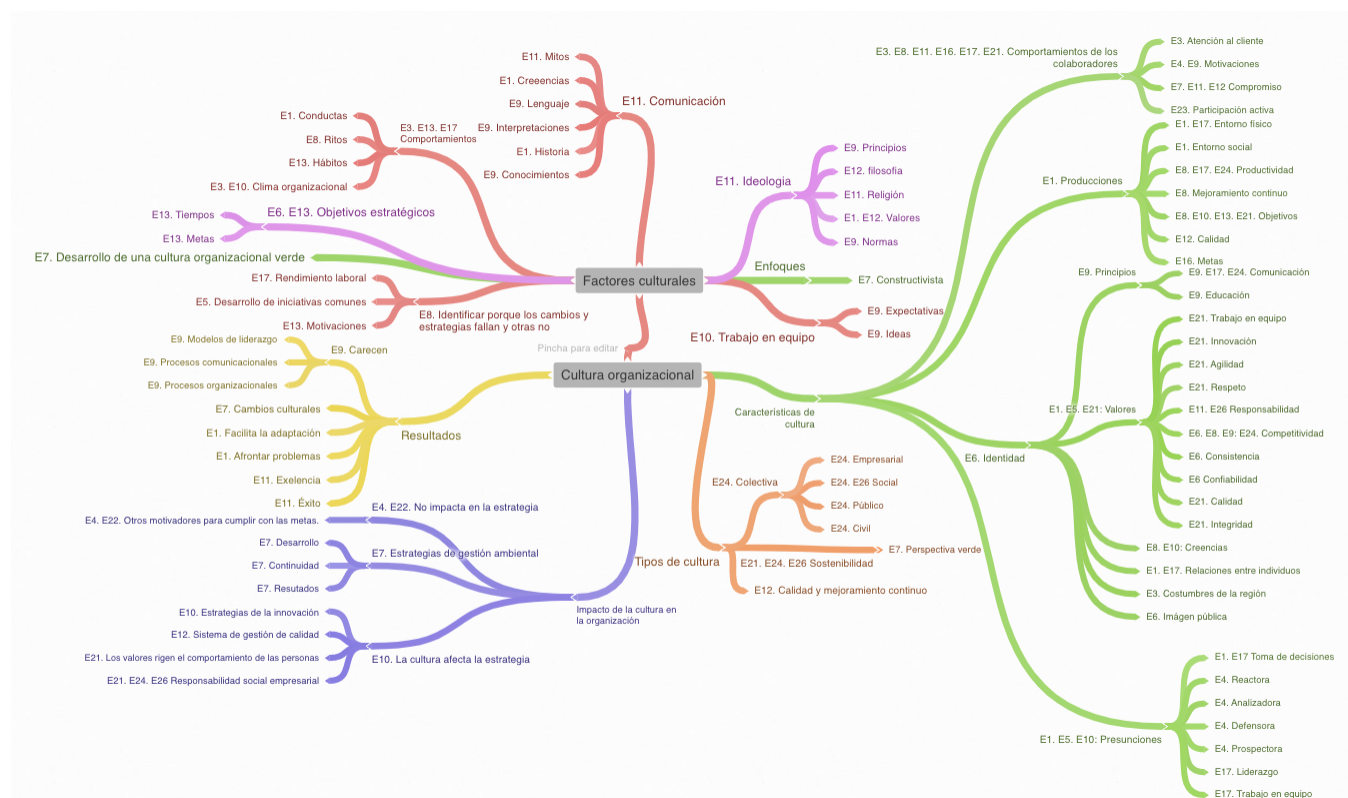 E11. Mitos
E1. Creeencias
E9. Lenguaje
E9. Interpretaciones
E1. Historia
E9. Conocimientos
E11. Comunicación
E1. Conductas
E8. Ritos
E13. Hábitos
E3. E10. Clima organizacional
E3. E13. E17
Comportamientos
E13. Tiempos
E13. Metas
E6. E13. Objetivos estratégicos
E7. Desarrollo de una cultura organizacional verde
E17. Rendimiento laboral
E5. Desarrollo de iniciativas comunes
E13. Motivaciones
E8. Identificar porque los cambios y
estrategias fallan y otras no
Factores culturales
E11. Ideologia
E9. Principios
E12. filosofía
E11. Religión
E1. E12. Valores
E9. Normas
Enfoques
E7. Constructivista
E10. Trabajo en equipo
E9. Expectativas
E9. Ideas
Pincha para editar
Cultura organizacional
E9. Modelos de liderazgo
E9. Procesos comunicacionales
E9. Procesos organizacionales
E9. Carecen
E7. Cambios culturales
E1. Facilita la adaptación
E1. Afrontar problemas
E11. Exelencia
E11. Éxito
Resultados
E4. E22. Otros motivadores para cumplir con las metas.
E4. E22. No impacta en la estrategia
E7. Desarrollo
E7. Continuidad
E7. Resutados
E7. Estrategias de gestión ambiental
E10. Estrategias de la innovación
E12. Sistema de gestión de calidad
E21. Los valores rigen el comportamiento de las personas
E21. E24. E26 Responsabilidad social empresarial
E10. La cultura afecta la estrategia
Impacto de la cultura en
la organización
Tipos de cultura
E24. Colectiva
E24. Empresarial
E24. E26 Social
E24. Público
E24. Civil
E7. Perspectiva verde
E21. E24. E26 Sostenibilidad
E12. Calidad y mejoramiento continuo
Características de
cultura
E3. E8. E11. E16. E17. E21. Comportamientos de los
colaboradores
E3. Atención al cliente
E4. E9. Motivaciones
E7. E11. E12 Compromiso
E23. Participación activa
E1. Producciones
E1. E17. Entorno físico
E1. Entorno social
E8. E17. E24. Productividad
E8. Mejoramiento continuo
E8. E10. E13. E21. Objetivos
E12. Calidad
E16. Metas
E6. Identidad
E9. Principios
E9. E17. E24. Comunicación
E9. Educación
E1. E5. E21: Valores
E21. Trabajo en equipo
E21. Innovación
E21. Agilidad
E21. Respeto
E11. E26 Responsabilidad
E6. E8. E9: E24. Competitividad
E6. Consistencia
E6 Confiabilidad
E21. Calidad
E21. Integridad
E8. E10: Creencias
E1. E17. Relaciones entre individuos
E3. Costumbres de la región
E6. Imágen pública
E1. E5. E10: Presunciones
E1. E17 Toma de decisiones
E4. Reactora
E4. Analizadora
E4. Defensora
E4. Prospectora
E17. Liderazgo
E17. Trabajo en equipo